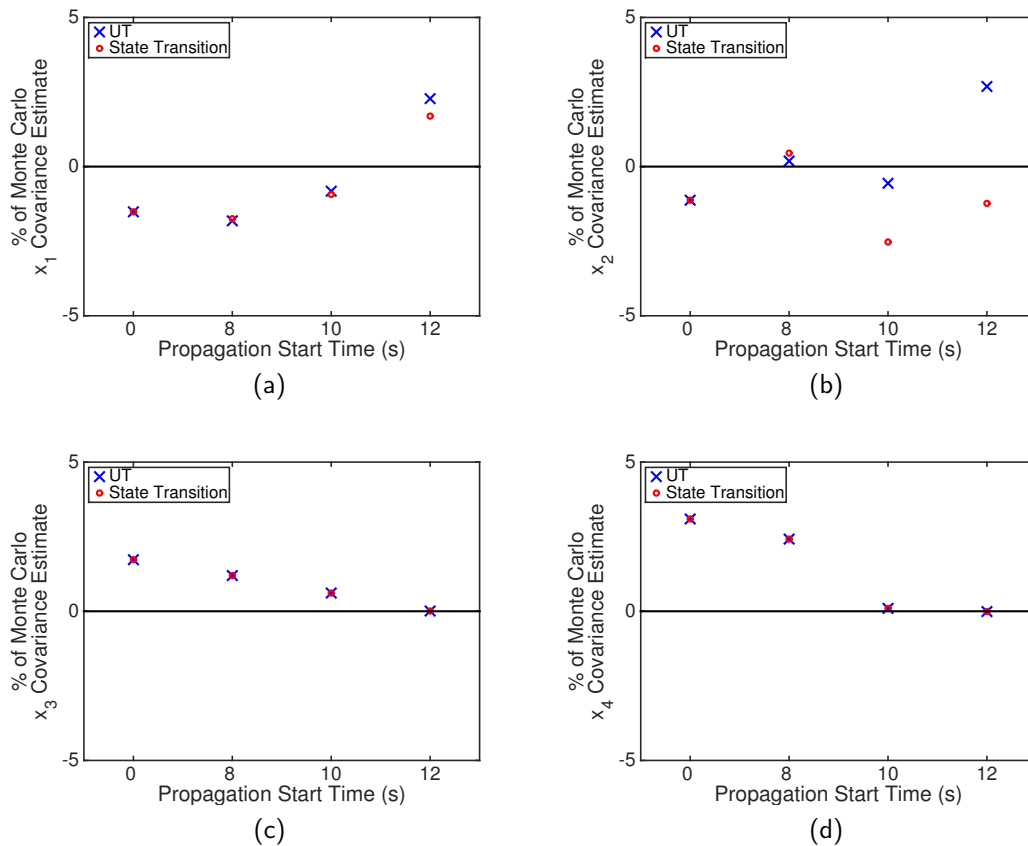 5
UT
State Transition
% of Monte Carlo
x1 Covariance Estimate
0
-5
0 8 10 12
Propagation Start Time (s)
(a)
5
UT
State Transition
% of Monte Carlo
x2 Covariance Estimate
0
-5
0 8 10 12
Propagation Start Time (s)
(b)
5
UT
State Transition
% of Monte Carlo
x3 Covariance Estimate
0
-5
0 8 10 12
Propagation Start Time (s)
(c)
5
UT
State Transition
% of Monte Carlo
x4 Covariance Estimate
0
-5
0 8 10 12
Propagation Start Time (s)
(d)